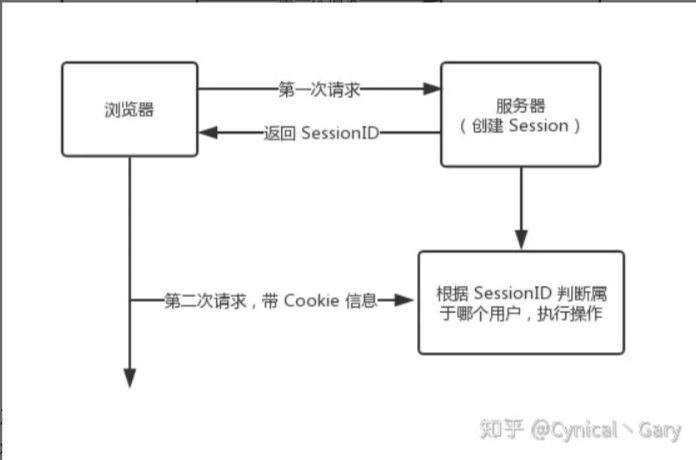 浏览器
第一次请求
服务器
（ 创建 Session ）
返回 SessionID
第二次请求，带 Cookie 信息
根据 SessionID 判断属
于哪个用户，执行操作
知乎 @Cynical丶Gary